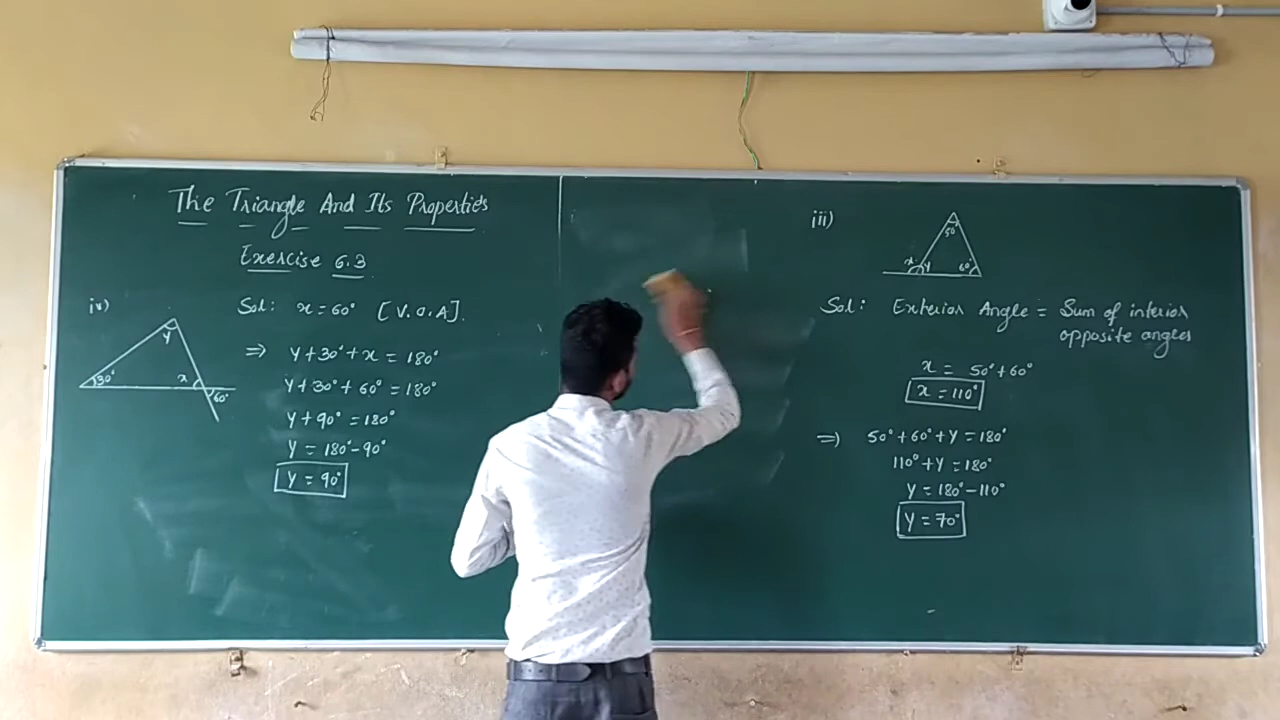 The Triangle And Its Properties
Exercise 6.3
iv)
y
30°
x
60°
Sol: x = 60° [V.O.A].
⇒ y + 30° + x = 180°
y + 30° + 60° = 180°
y + 90° = 180°
y = 180° - 90°
y = 90°
iii)
50°
x
y
60°
Sol: Exterior Angle = Sum of interior
opposite angles
x = 50° + 60°
x = 110°
⇒ 50° + 60° + y = 180°
110° + y = 180°
y = 180° - 110°
y = 70°